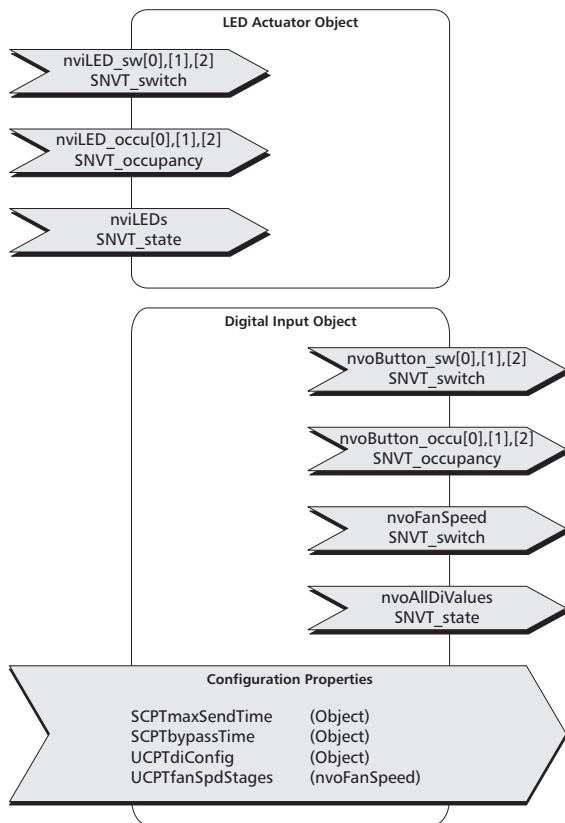 LED Actuator Object
nviLED_sw[0],[1],[2]
SNVT_switch
nviLED_occu[0],[1],[2]
SNVT_occupancy
nviLEDs
SNVT_state
Digital Input Object
nvoButton_sw[0],[1],[2]
SNVT_switch
nvoButton_occu[0],[1],[2]
SNVT_occupancy
nvoFanSpeed
SNVT_switch
nvoAllDiValues
SNVT_state
Configuration Properties
SCPTmaxSendTime (Object)
SCPTbypassTime (Object)
UCPTdiConfig (Object)
UCPTfanSpdStages (nvoFanSpeed)